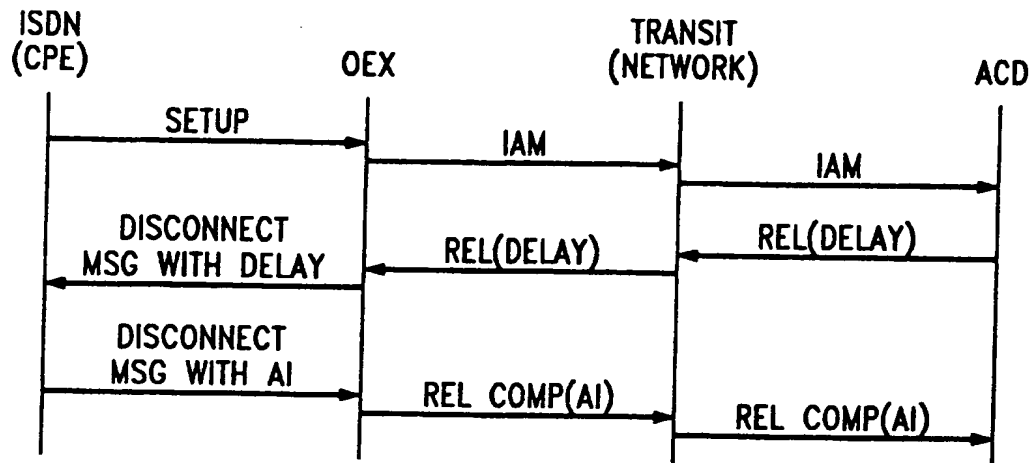 ISDN
(CPE)
OEX
TRANSIT
(NETWORK)
ACD
SETUP
IAM
IAM
DISCONNECT
MSG WITH DELAY
REL(DELAY)
REL(DELAY)
DISCONNECT
MSG WITH AI
REL COMP(AI)
REL COMP(AI)